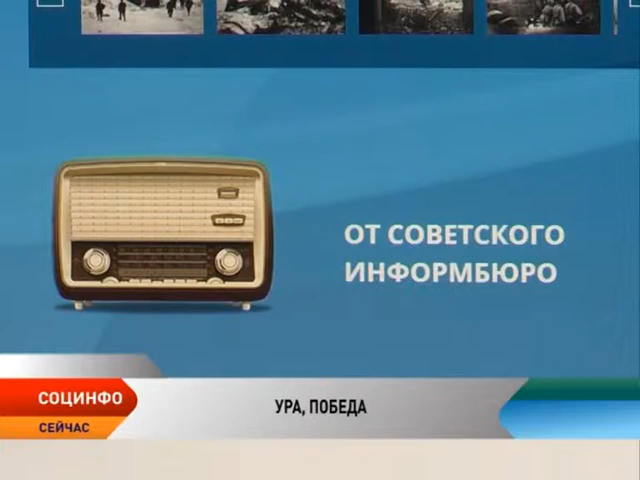 ОТ СОВЕТСКОГО
ИНФОРМБЮРО
СОЦИНФО
УРА, ПОБЕДА
СЕЙЧАС